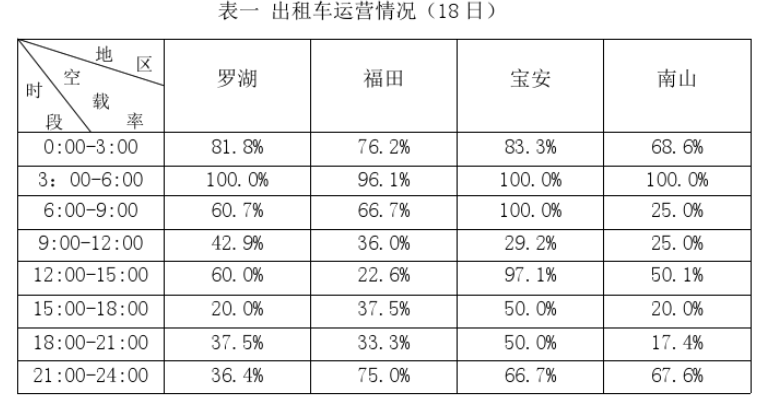 表一 出租车运营情况（18 日）
地 区
空 载 率
时 段
罗湖 福田 宝安 南山
0:00-3:00 81.8% 76.2% 83.3% 68.6%
3：00-6:00 100.0% 96.1% 100.0% 100.0%
6:00-9:00 60.7% 66.7% 100.0% 25.0%
9:00-12:00 42.9% 36.0% 29.2% 25.0%
12:00-15:00 60.0% 22.6% 97.1% 50.1%
15:00-18:00 20.0% 37.5% 50.0% 20.0%
18:00-21:00 37.5% 33.3% 50.0% 17.4%
21:00-24:00 36.4% 75.0% 66.7% 67.6%